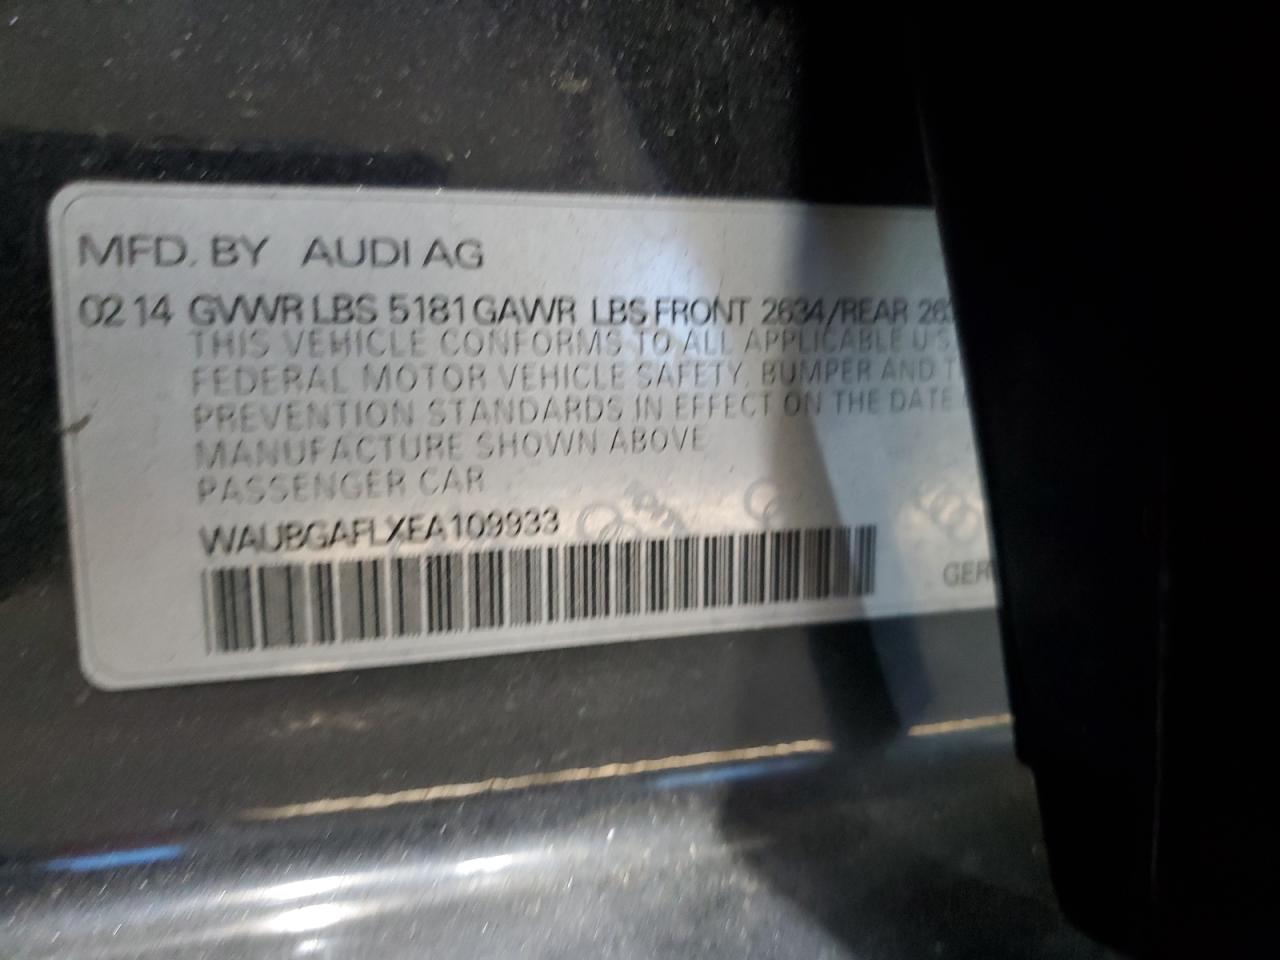 MFD. BY AUDI AG
02 14 GVWR LBS 5181 GAWR LBS FRONT 2634/REAR
THIS VEHICLE CONFORMS TO ALL APPLICABLE U.S.
FEDERAL MOTOR VEHICLE SAFETY, BUMPER AND
PREVENTION STANDARDS IN EFFECT ON THE DATE
MANUFACTURE SHOWN ABOVE
PASSENGER CAR
WAUBGAFLXEA109933